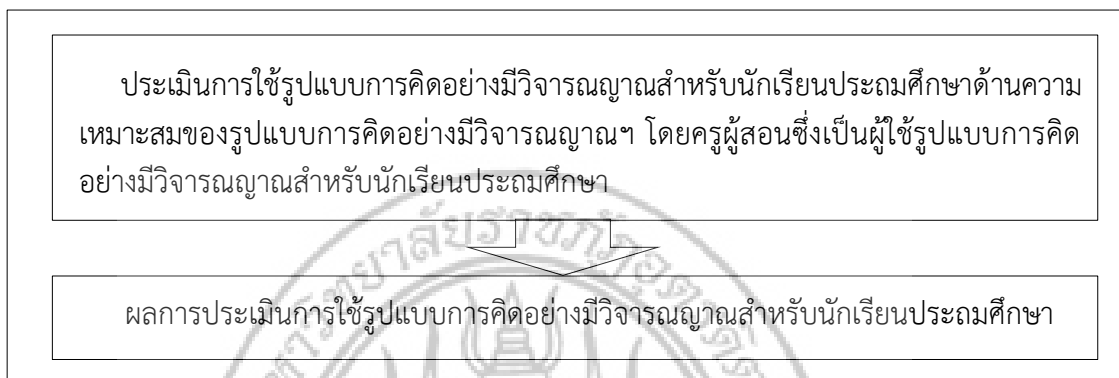 ประเมินการใช้รูปแบบการคิดอย่างมีวิจารณญาณสำหรับนักเรียนประถมศึกษาด้านความ
เหมาะสมของรูปแบบการคิดอย่างมีวิจารณญาณฯ โดยครูผู้สอนซึ่งเป็นผู้ใช้รูปแบบการคิด
อย่างมีวิจารณญาณสำหรับนักเรียนประถมศึกษา
ผลการประเมินการใช้รูปแบบการคิดอย่างมีวิจารณญาณสำหรับนักเรียนประถมศึกษา